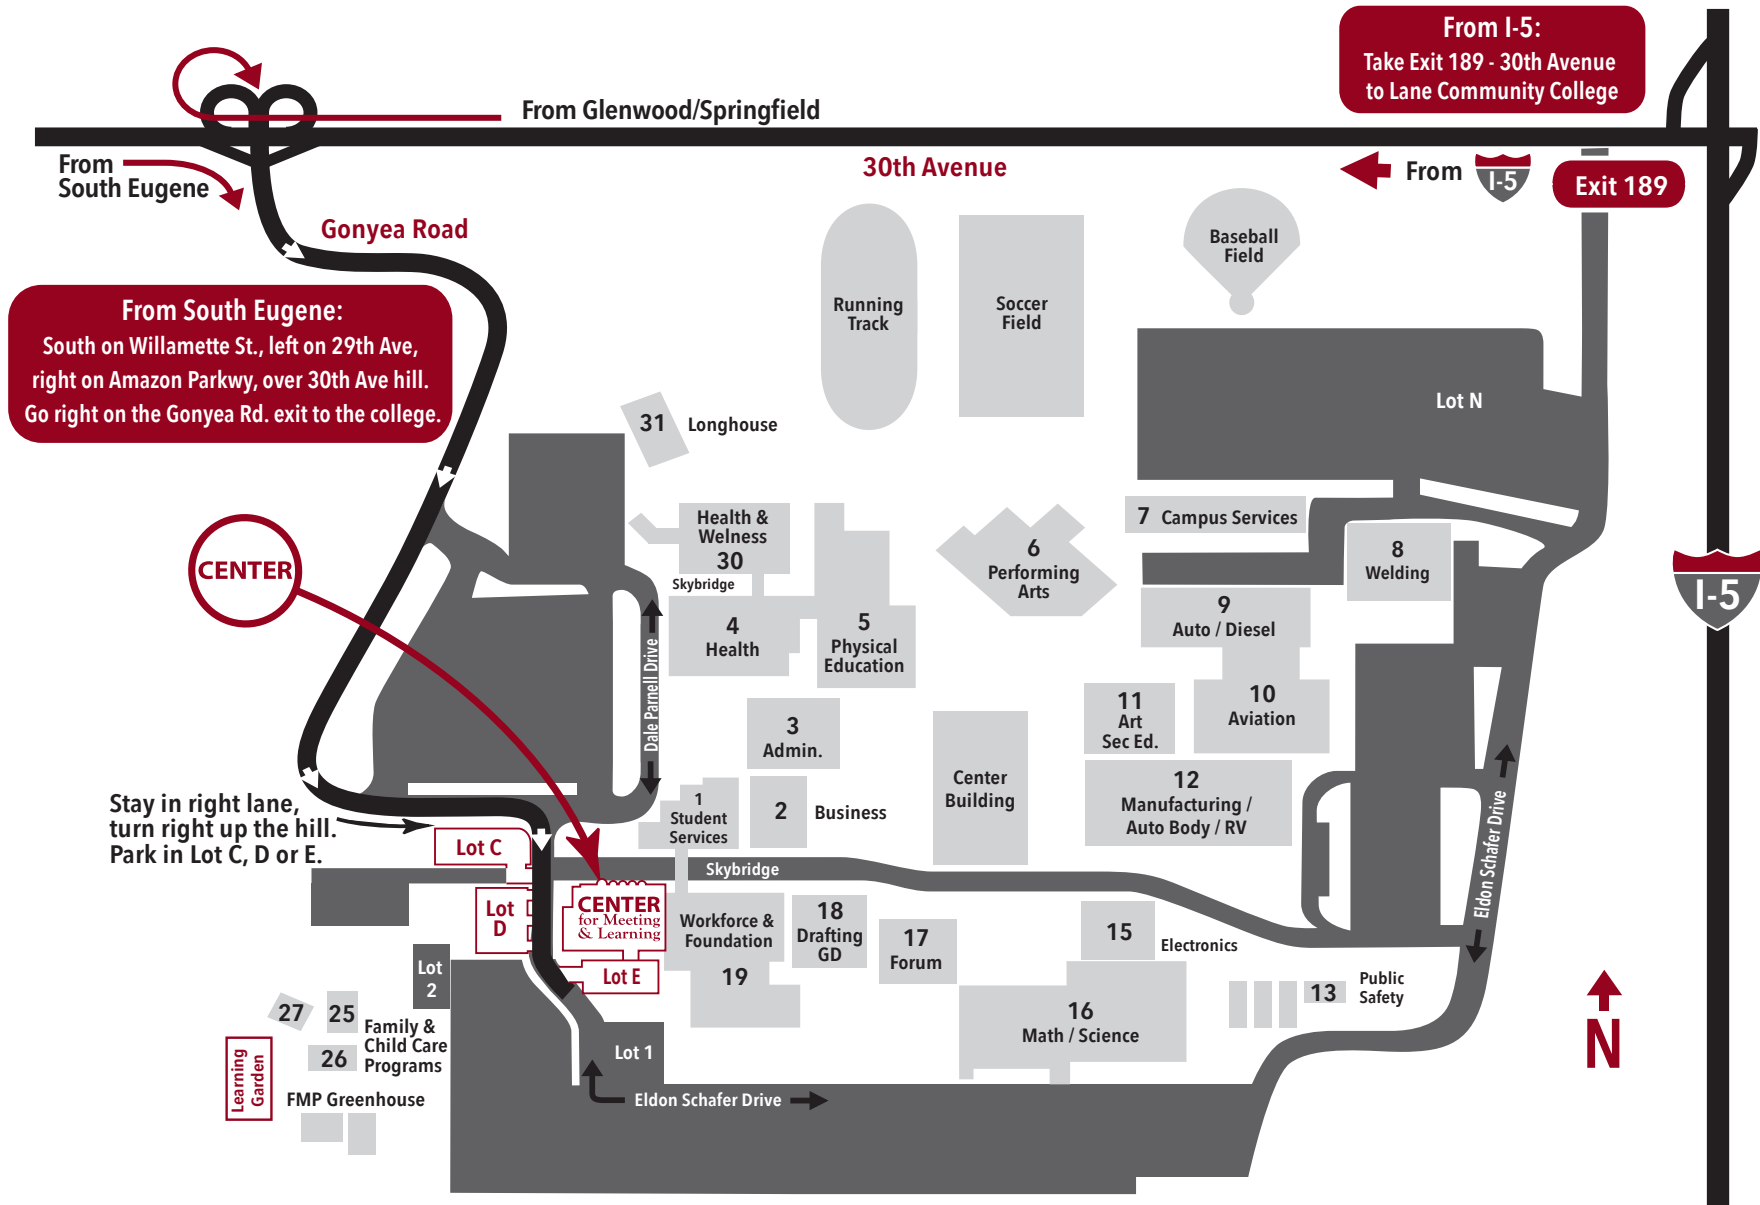 From I-5:
Take Exit 189 - 30th Avenue
to Lane Community College
From Glenwood/Springfield
From
South Eugene
30th Avenue
From
I-5
Exit 189
Gonyea Road
From South Eugene:
South on Willamette St., left on 29th Ave,
right on Amazon Parkwy, over 30th Ave hill.
Go right on the Gonyea Rd. exit to the college.
Running
Track
Soccer
Field
Baseball
Field
Lot N
31
Longhouse
Health &
Welness
30
Skybridge
4
Health
5
Physical
Education
6
Performing
Arts
7 Campus Services
8
Welding
9
Auto / Diesel
10
Aviation
11
Art
Sec Ed.
12
Manufacturing /
Auto Body / RV
I-5
CENTER
Dale Parnell Drive
3
Admin.
2
Business
1
Student
Services
Center
Building
Eldon Schafer Drive
Stay in right lane,
turn right up the hill.
Park in Lot C, D or E.
Lot C
Lot
D
CENTER
for Meeting
& Learning
Lot E
Skybridge
Workforce &
Foundation
19
18
Drafting
GD
17
Forum
15
Electronics
16
Math / Science
13
Public
Safety
Lot
2
27
25
26
Family &
Child Care
Programs
Learning
Garden
FMP Greenhouse
Lot 1
Eldon Schafer Drive
N